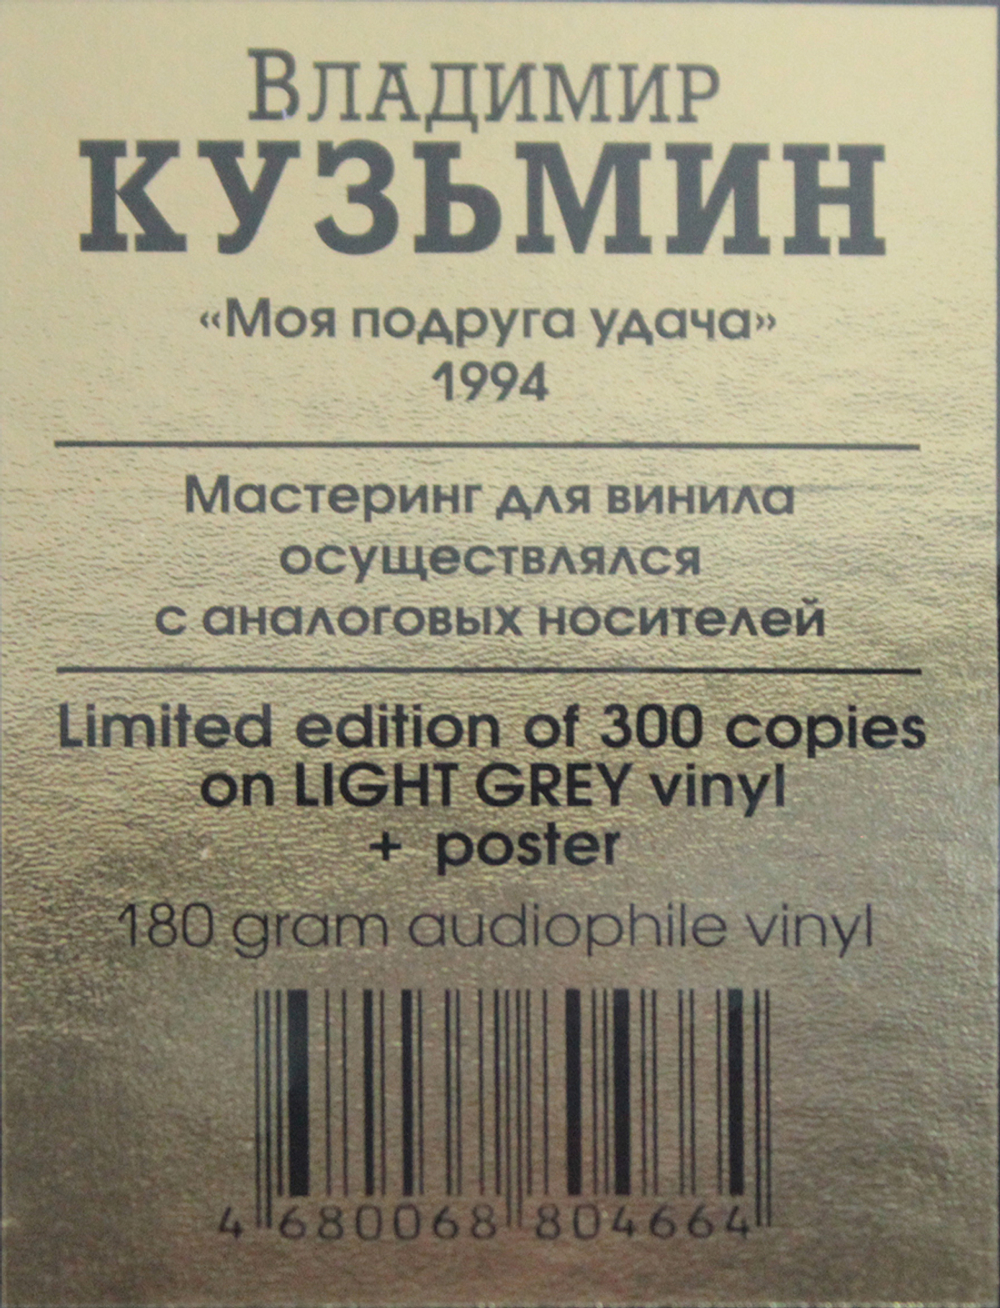 Владимир
КУЗЬМИН
«Моя подруга удача»
1994
Мастеринг для винила
осуществлялся
с аналоговых носителей
Limited edition of 300 copies
on LIGHT GREY vinyl
+ poster
180 gram audiophile vinyl
4 680068 804664